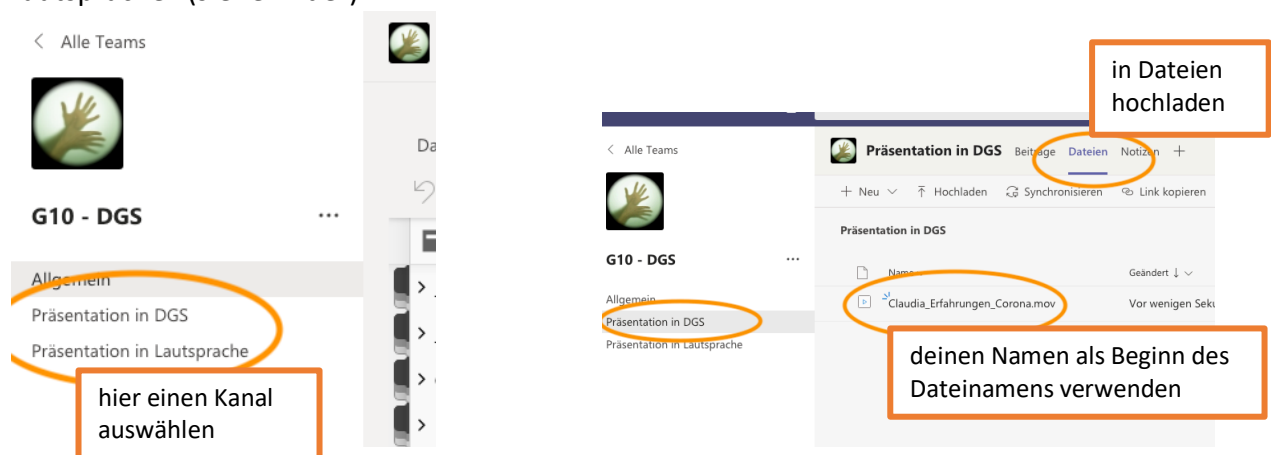 Alle Teams
Da
G10 - DGS
...
Allgemein
Präsentation in DGS
Präsentation in Lautsprache
hier einen Kanal
auswählen
in Dateien
hochladen
Alle Teams
Präsentation in DGS Beiträge Dateien Notizen +
+ Neu Hochladen Synchronisieren Link kopieren
Präsentation in DGS
G10 - DGS
...
Name
Geändert ↓
Allgemein
Claudia_Erfahrungen_Corona.mov
Vor wenigen Seku
Präsentation in DGS
Präsentation in Lautsprache
deinen Namen als Beginn des
Dateinamens verwenden